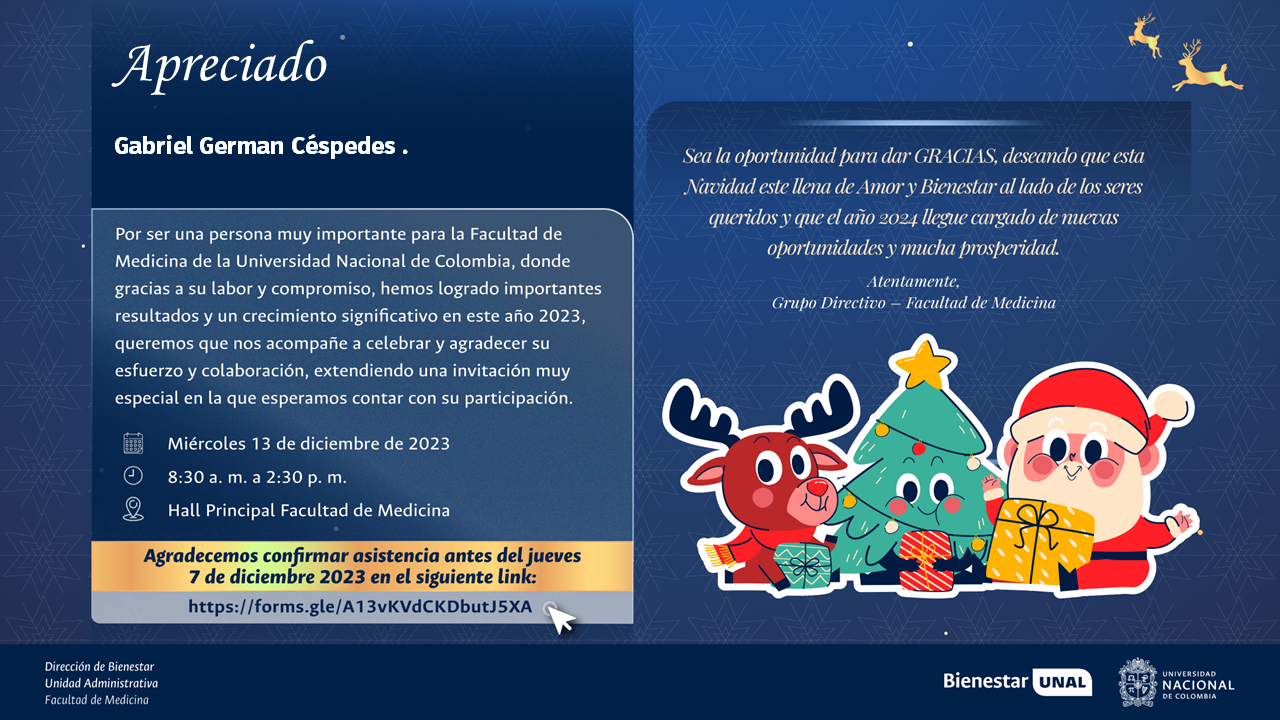 Apreciado
Gabriel German Céspedes .
Por ser una persona muy importante para la Facultad de
Medicina de la Universidad Nacional de Colombia, donde
gracias a su labor y compromiso, hemos logrado importantes
resultados y un crecimiento significativo en este año 2023,
queremos que nos acompañe a celebrar y agradecer su
esfuerzo y colaboración, extendiendo una invitación muy
especial en la que esperamos contar con su participación.
Miércoles 13 de diciembre de 2023
8:30 a. m. a 2:30 p. m.
Hall Principal Facultad de Medicina
Agradecemos confirmar asistencia antes del jueves
7 de diciembre 2023 en el siguiente link:
https://forms.gle/A13vKVdCKDbutJ5XA
Sea la oportunidad para dar GRACIAS, deseando que esta
Navidad este llena de Amor y Bienestar al lado de los seres
queridos y que el año 2024 llegue cargado de nuevas
oportunidades y mucha prosperidad.
Atentamente,
Grupo Directivo – Facultad de Medicina
Dirección de Bienestar
Unidad Administrativa
Facultad de Medicina
Bienestar UNAL
UNIVERSIDAD
NACIONAL
DE COLOMBIA